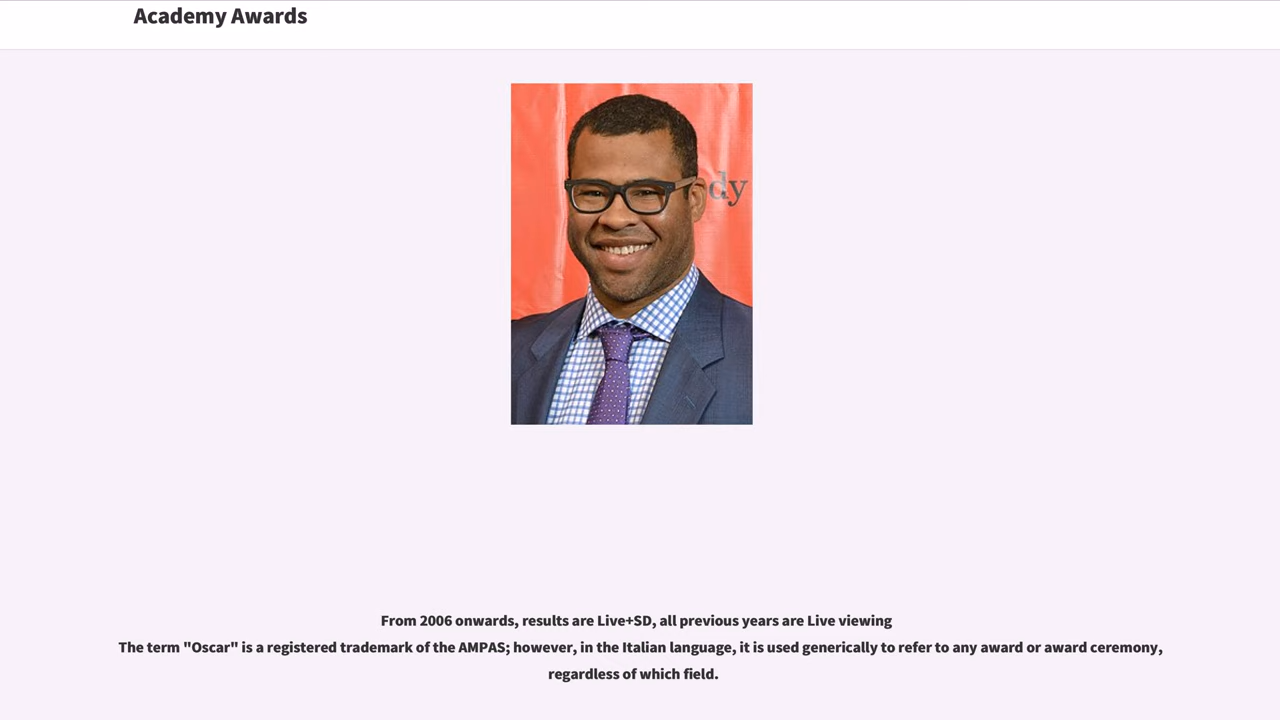 Academy Awards
dy
From 2006 onwards, results are Live+SD, all previous years are Live viewing
The term "Oscar" is a registered trademark of the AMPAS; however, in the Italian language, it is used generically to refer to any award or award ceremony,
regardless of which field.